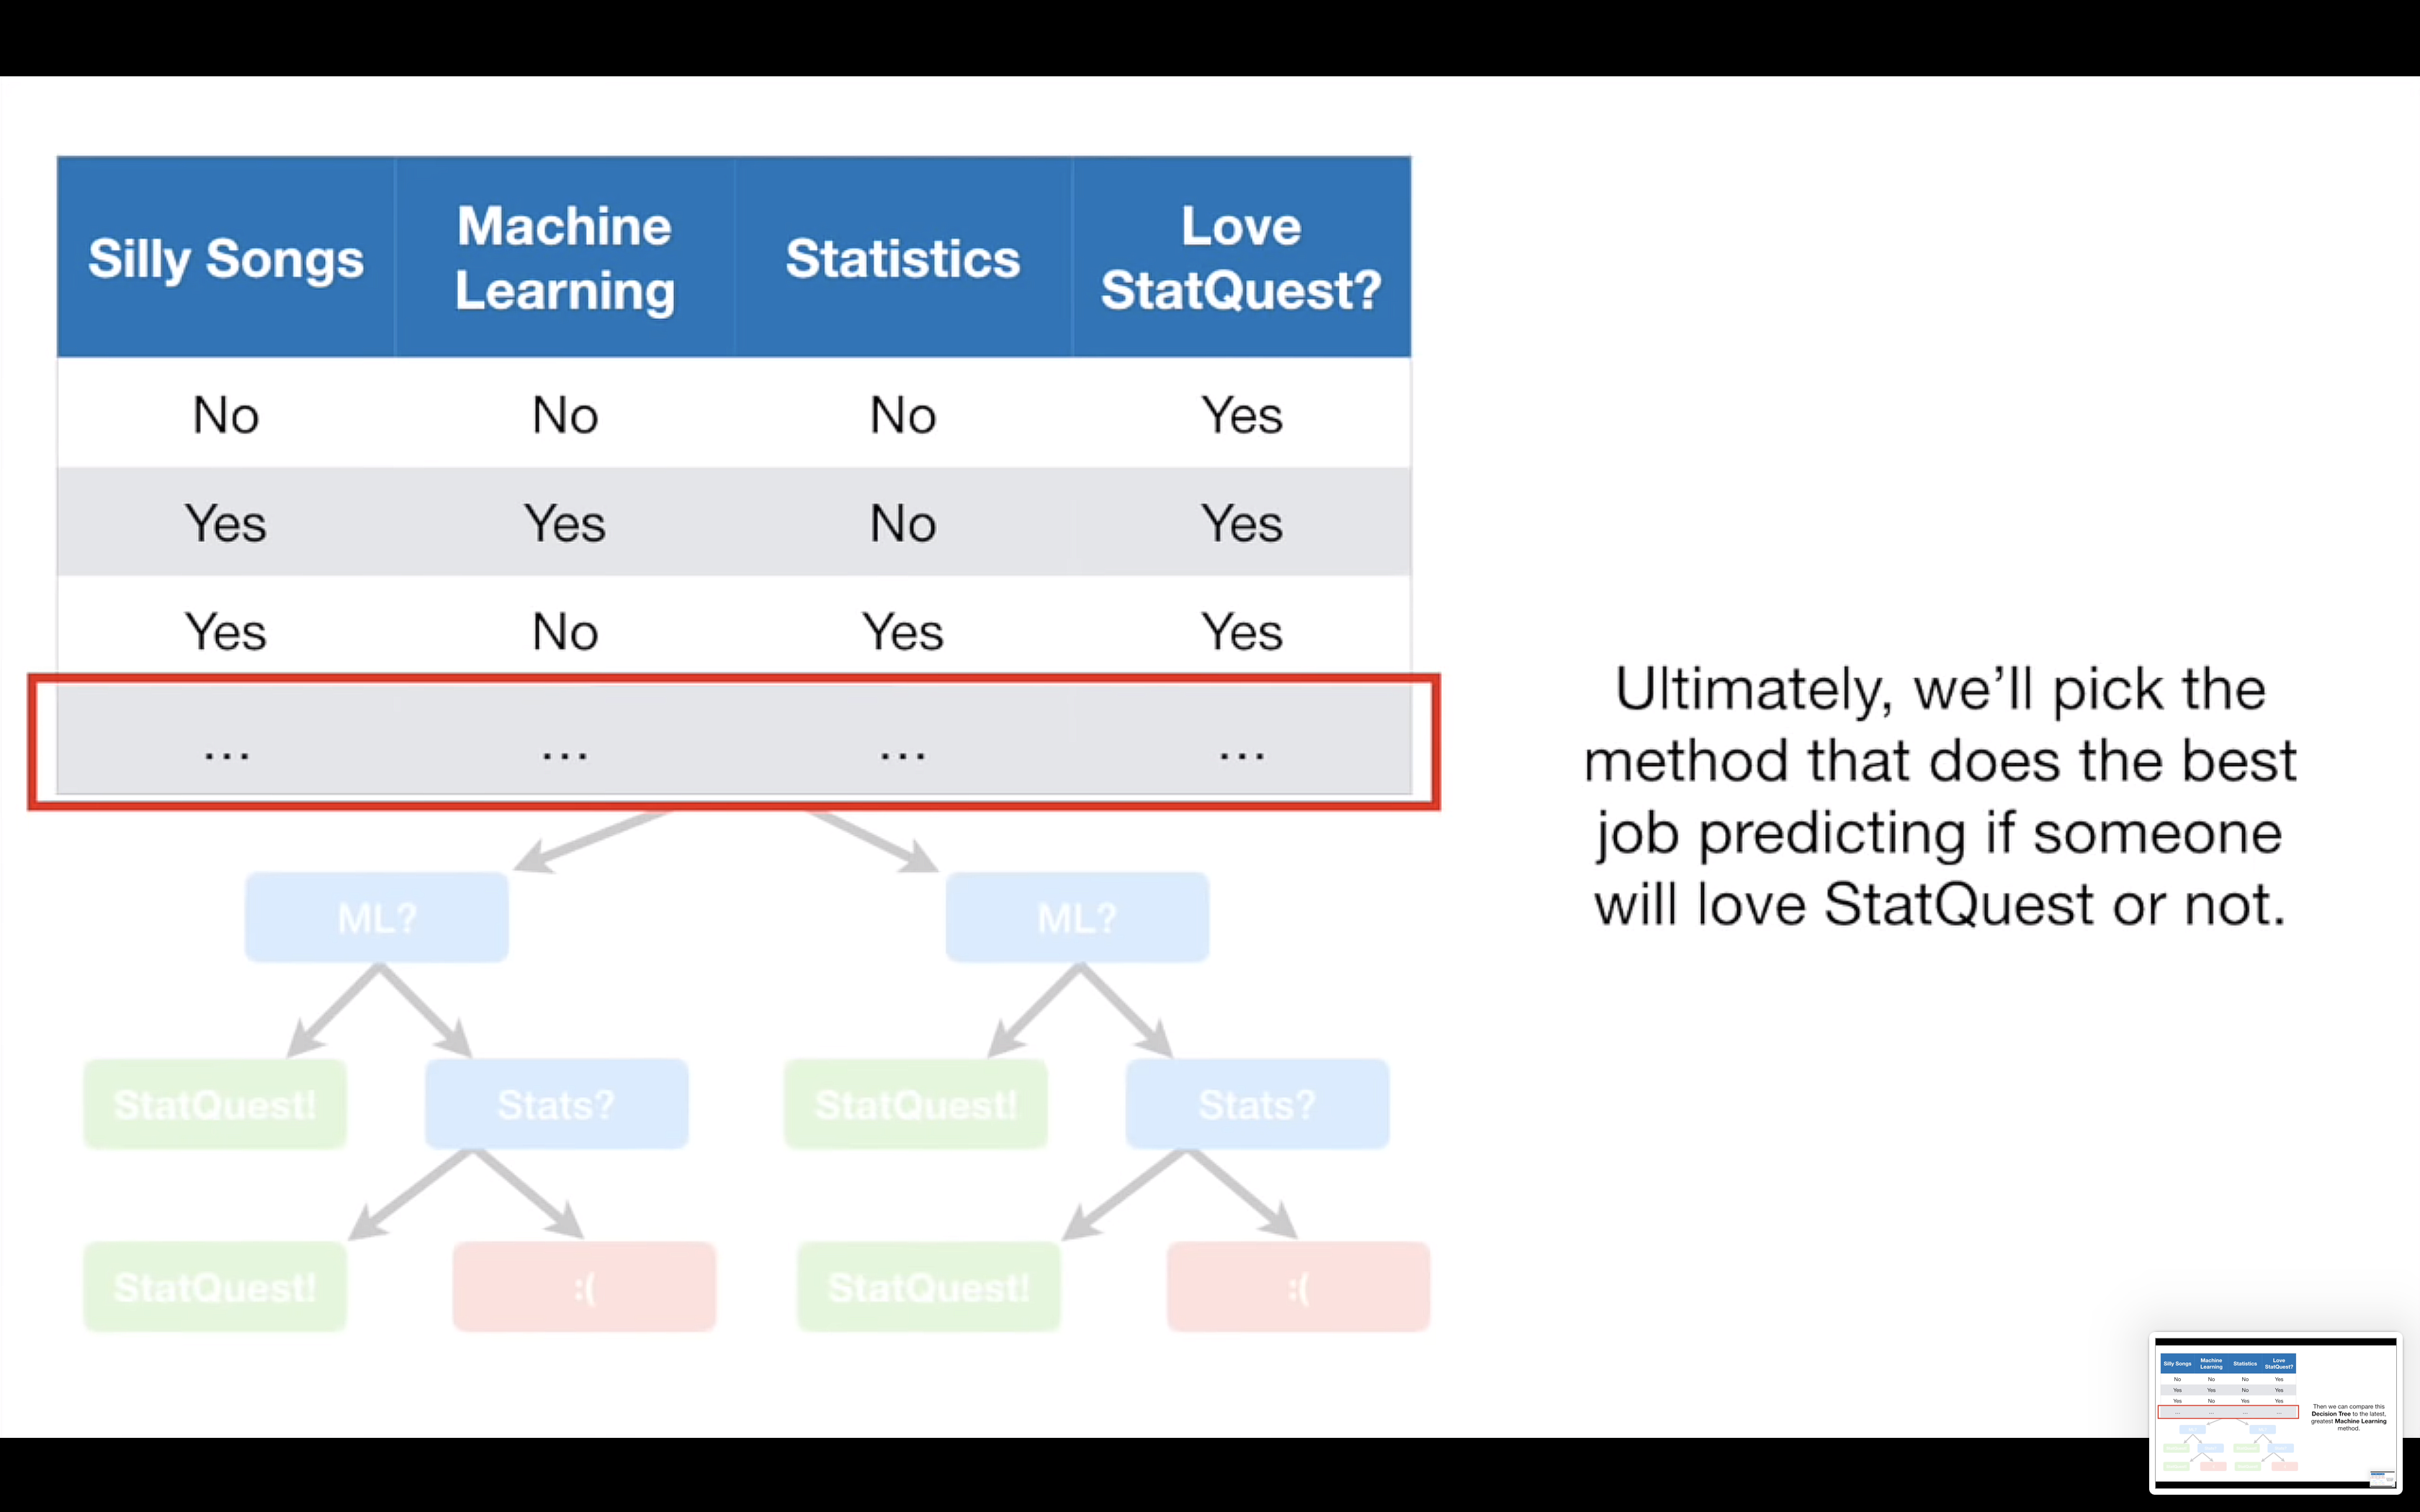 Silly Songs Machine Learning Statistics Love StatQuest?
No No No Yes
Yes Yes No Yes
Yes No Yes Yes
... ... ... ...
Ultimately, we'll pick the
method that does the best
job predicting if someone
will love StatQuest or not.
ML? ML?
StatQuest! Stats? StatQuest! Stats?
StatQuest! :( StatQuest! :(
Silly Songs Machine Learning Statistics Love StatQuest?
No No No Yes
Yes Yes No Yes
Yes No Yes Yes
Then we can compare this
Decision Tree to the latest,
greatest Machine Learning
method.